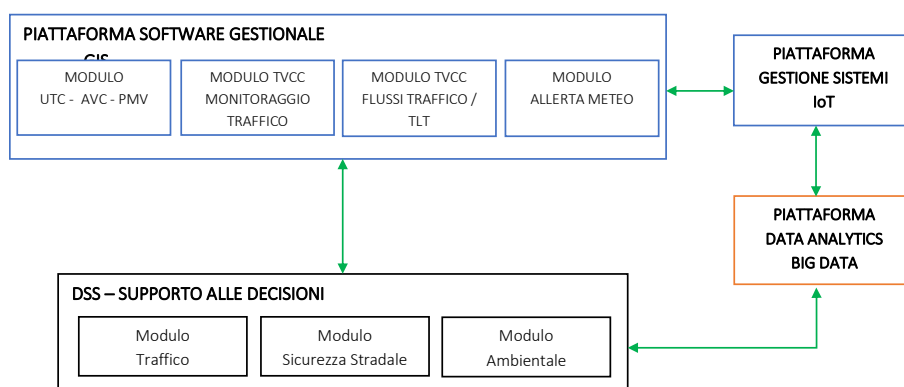 PIATTAFORMA SOFTWARE GESTIONALE
GIS
MODULO
UTC - AVC - PMV
MODULO TVCC
MONITORAGGIO
TRAFFICO
MODULO TVCC
FLUSSI TRAFFICO /
TLT
MODULO
ALLERTA METEO
PIATTAFORMA
GESTIONE SISTEMI
IoT
PIATTAFORMA
DATA ANALYTICS
BIG DATA
DSS – SUPPORTO ALLE DECISIONI
Modulo
Traffico
Modulo
Sicurezza Stradale
Modulo
Ambientale